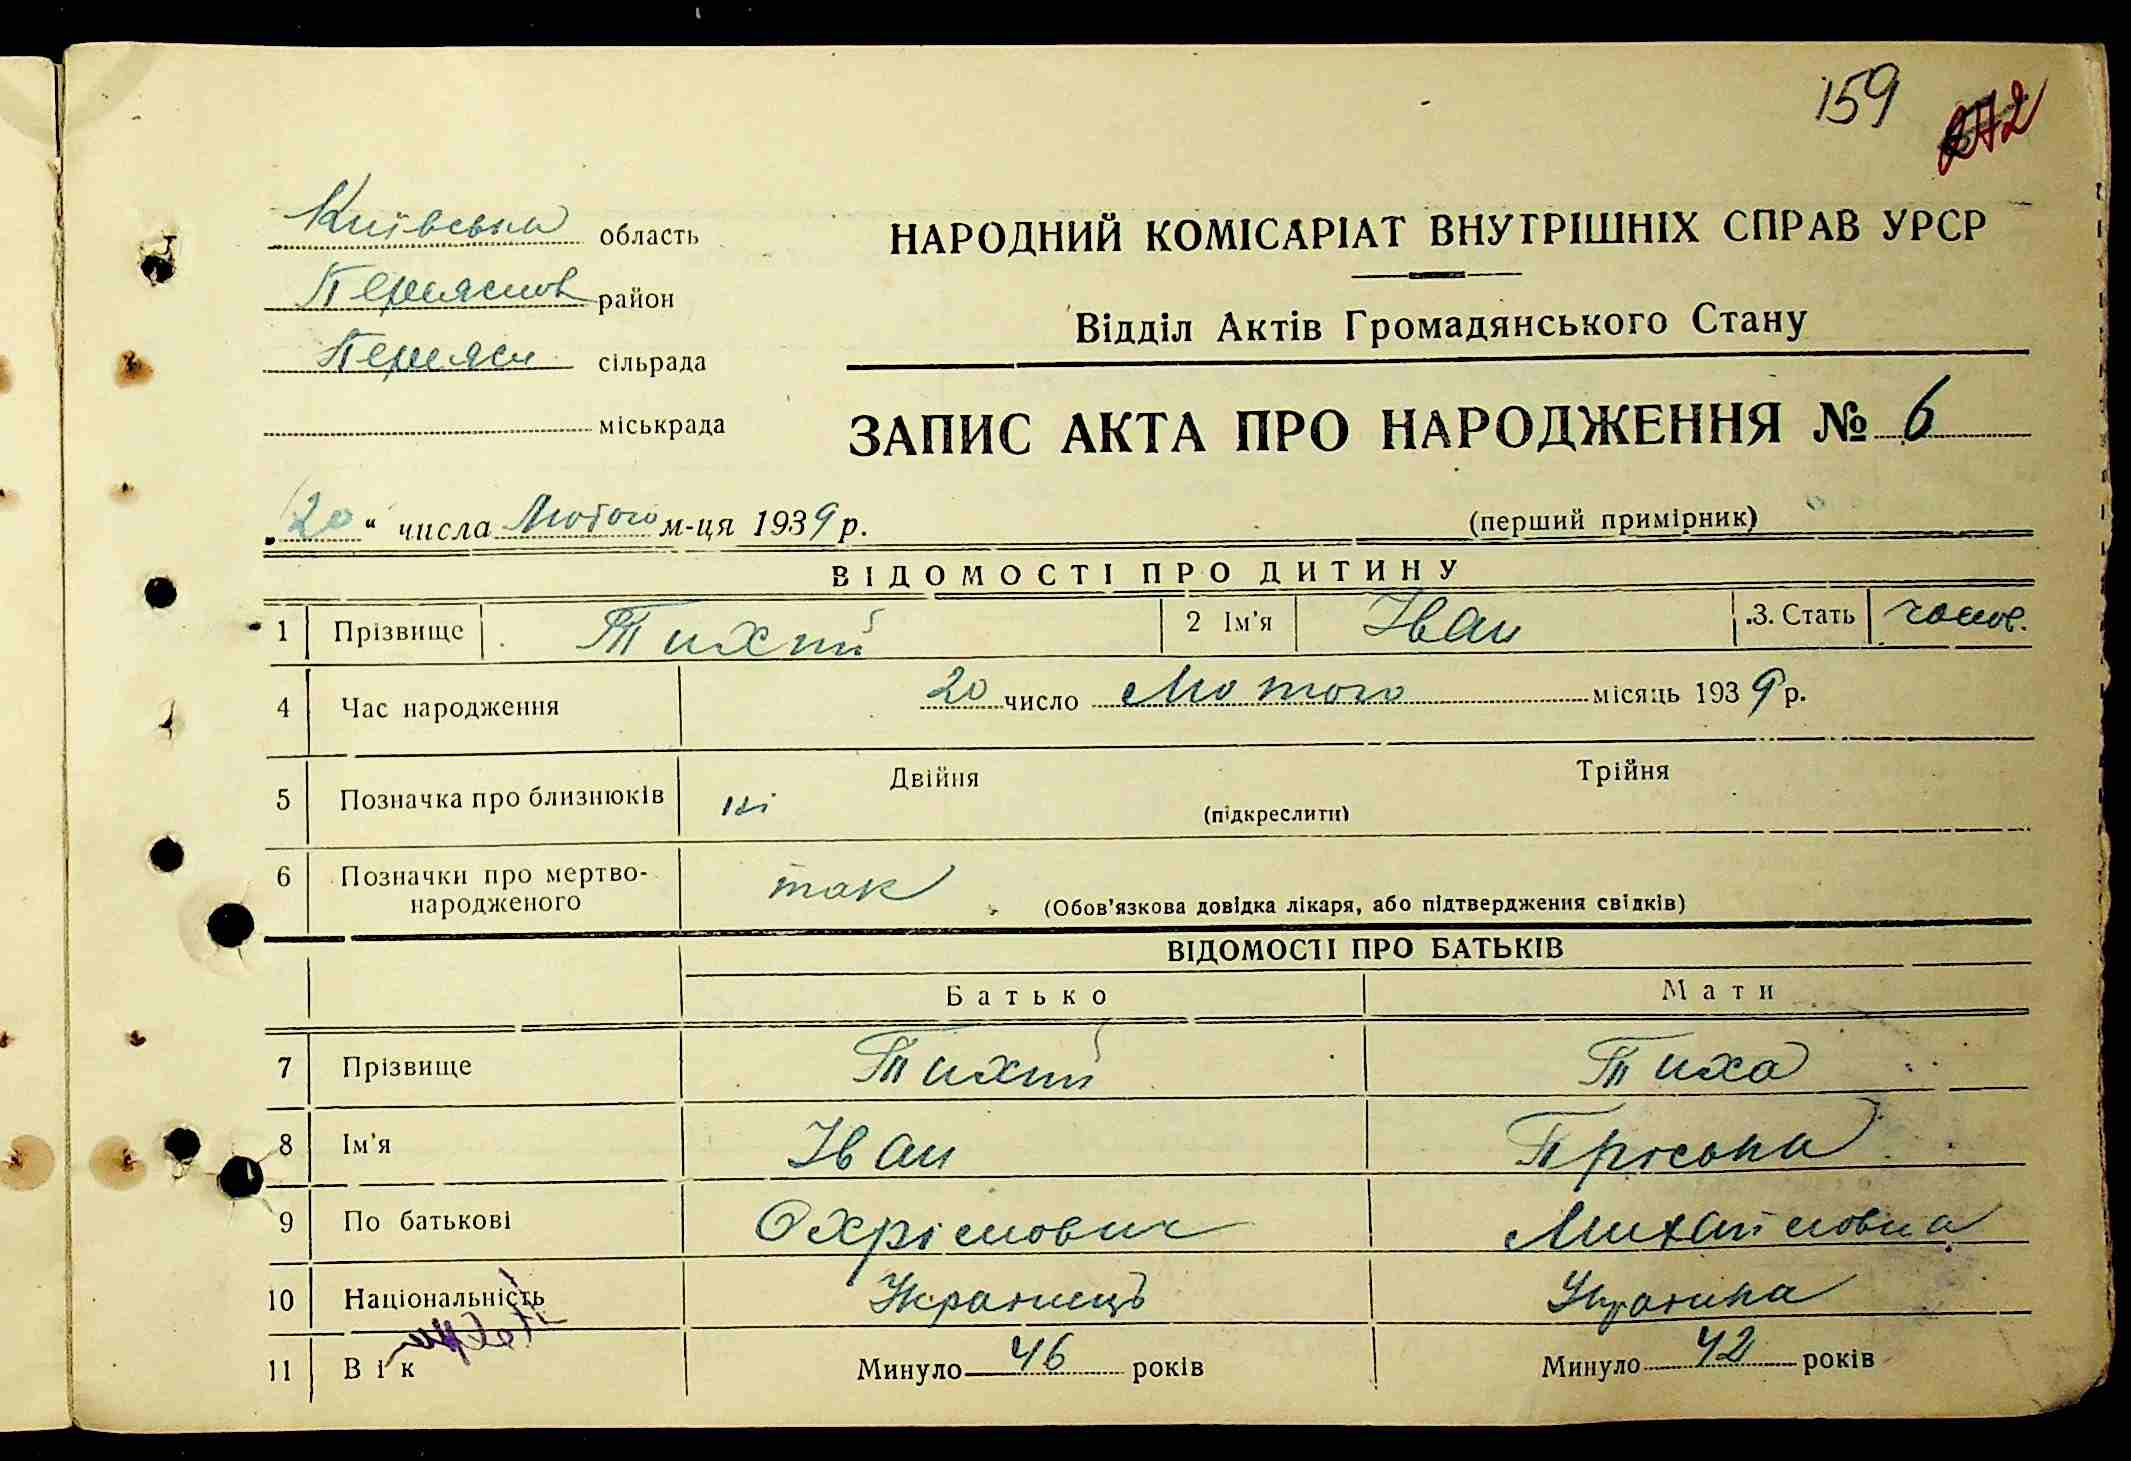 159 272
Київська область
НАРОДНИЙ КОМІСАРІАТ ВНУТРІШНІХ СПРАВ УРСР
район
Відділ Актів Громадянського Стану
сільрада
міськрада
ЗАПИС АКТА ПРО НАРОДЖЕННЯ № 6
„20“ числа Лютого м-ця 1939 р.
(перший примірник)
ВІДОМОСТІ ПРО ДИТИНУ
1 Прізвище Тихий 2 Ім'я Іван 3. Стать чолов.
4 Час народження 20 число Лютого місяць 1939 р.
5 Позначка про близнюків ні Двійня Трійня
(підкреслити)
6 Позначки про мертво-
народженого так (Обов'язкова довідка лікаря, або підтвердження свідків)
ВІДОМОСТІ ПРО БАТЬКІВ
Батько Мати
7 Прізвище Тихий Тиха
8 Ім'я Іван Пріська
9 По батькові Охрімович Михайловна
10 Національність Українець Українка
11 Вік Минуло 46 років Минуло 42 років